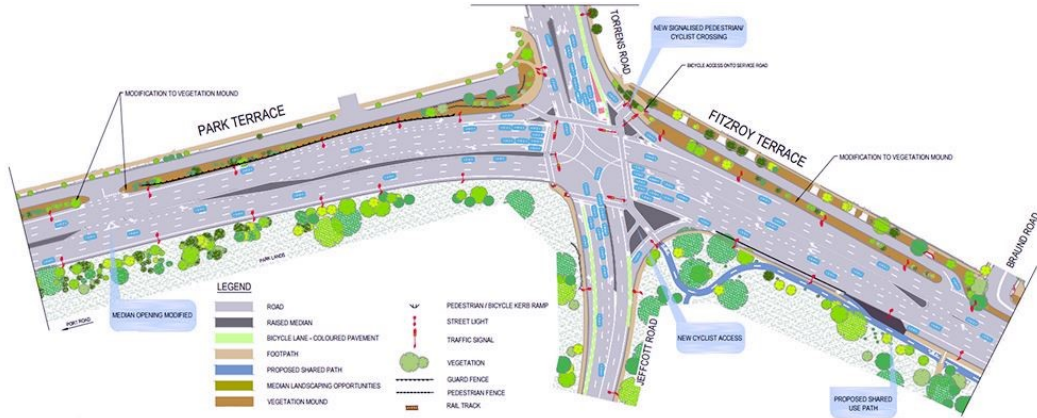 TORRENS ROAD
NEW SIGNALISED PEDESTRIAN/
CYCLIST CROSSING
BICYCLE ACCESS ONTO SERVICE ROAD
MODIFICATION TO VEGETATION MOUND
PARK TERRACE
FITZROY TERRACE
MODIFICATION TO VEGETATION MOUND
BRAUND ROAD
PARK LANDS
MEDIAN OPENING MODIFIED
PORT ROAD
JEFFCOTT ROAD
NEW CYCLIST ACCESS
PROPOSED SHARED
USE PATH
LEGEND
ROAD
RAISED MEDIAN
BICYCLE LANE - COLOURED PAVEMENT
FOOTPATH
PROPOSED SHARED PATH
MEDIAN LANDSCAPING OPPORTUNITIES
VEGETATION MOUND
PEDESTRIAN / BICYCLE KERB RAMP
STREET LIGHT
TRAFFIC SIGNAL
VEGETATION
GUARD FENCE
PEDESTRIAN FENCE
RAIL TRACK